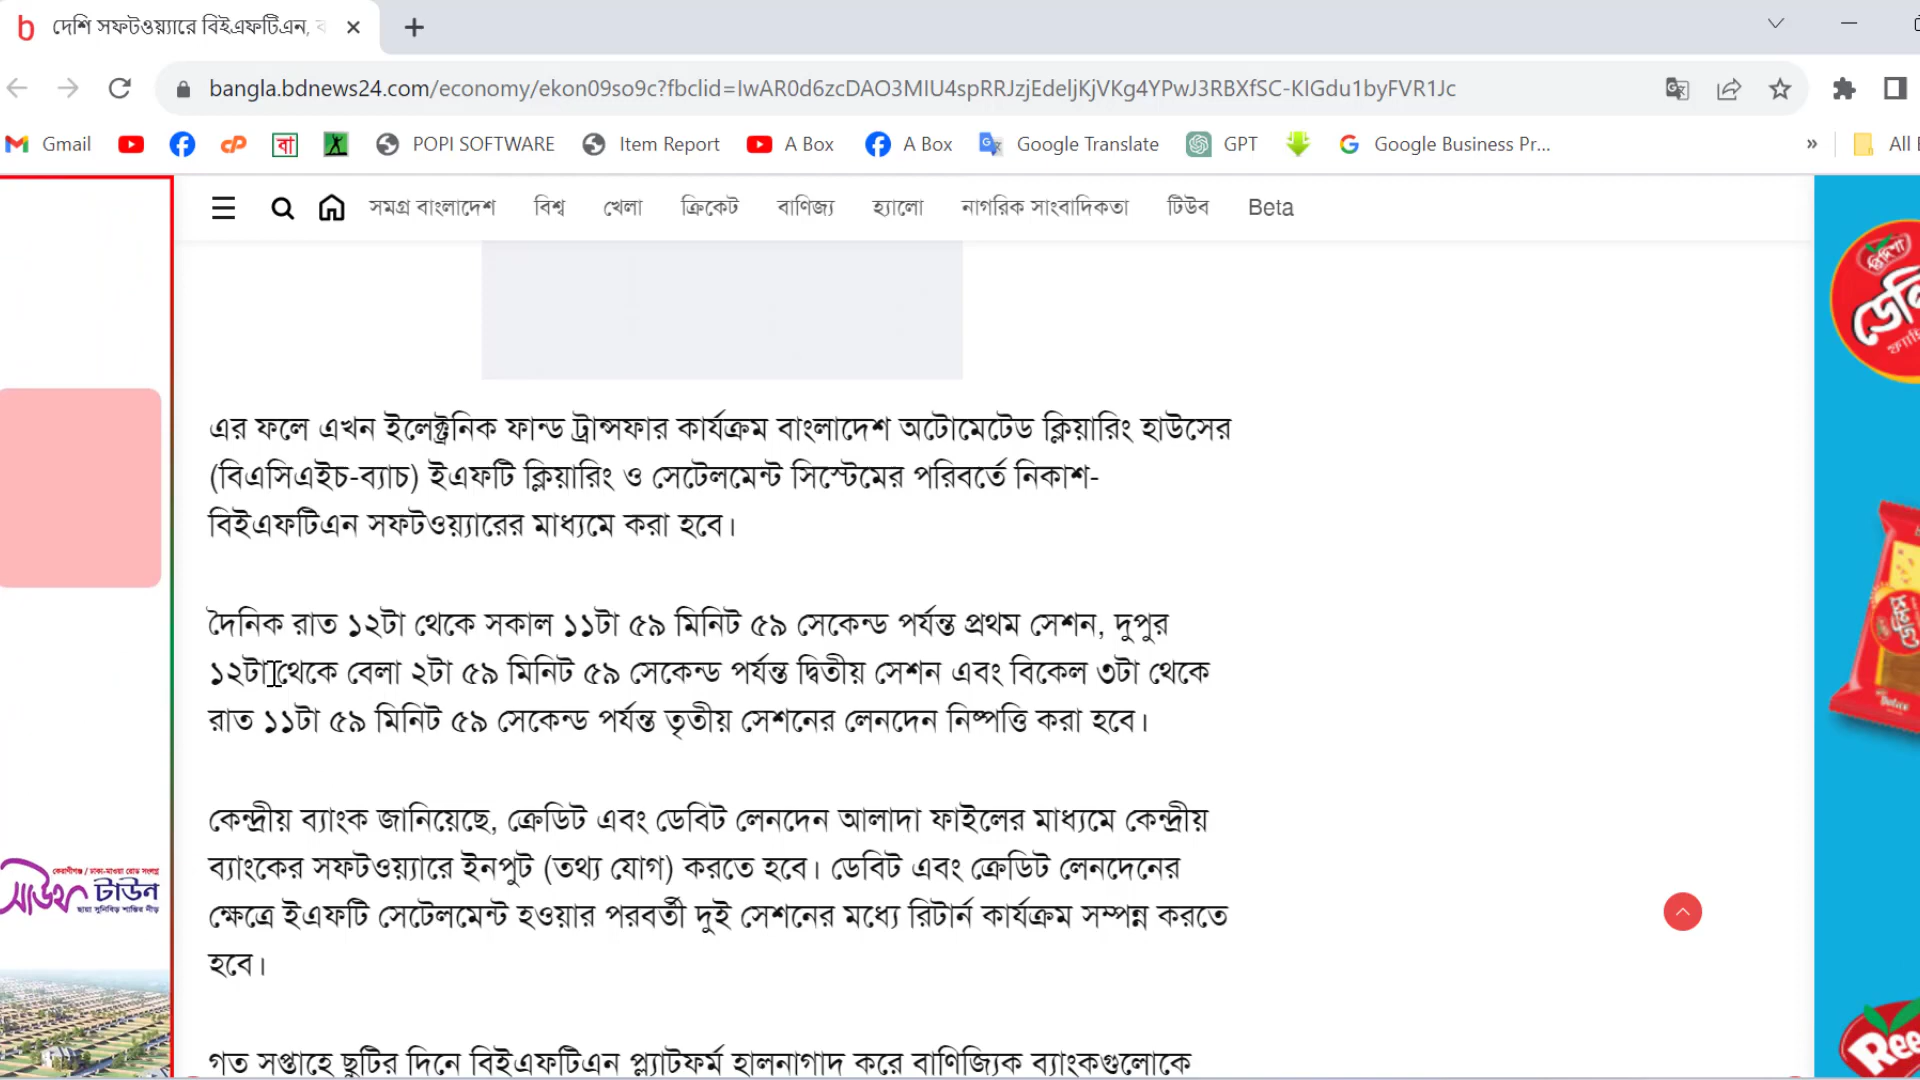 দেশি সফটওয়্যারে বিইএফটিএন,
bangla.bdnews24.com/economy/ekon09so9c?fbclid=IwAR0d6zcDAO3MIU4spRRJzjEdeljKjVKg4YPwJ3RBXfSC-KIGdu1byFVR1Jc
Gmail POPI SOFTWARE Item Report A Box A Box Google Translate GPT Google Business Pr... » All
সমগ্র বাংলাদেশ বিশ্ব খেলা ক্রিকেট বাণিজ্য হ্যালো নাগরিক সাংবাদিকতা টিউব Beta
এর ফলে এখন ইলেক্ট্রনিক ফান্ড ট্রান্সফার কার্যক্রম বাংলাদেশ অটোমেটেড ক্লিয়ারিং হাউসের
(বিএসিএইচ-ব্যাচ) ইএফটি ক্লিয়ারিং ও সেটেলমেন্ট সিস্টেমের পরিবর্তে নিকাশ-
বিইএফটিএন সফটওয়্যারের মাধ্যমে করা হবে।
দৈনিক রাত ১২টা থেকে সকাল ১১টা ৫৯ মিনিট ৫৯ সেকেন্ড পর্যন্ত প্রথম সেশন, দুপুর
১২টা থেকে বেলা ২টা ৫৯ মিনিট ৫৯ সেকেন্ড পর্যন্ত দ্বিতীয় সেশন এবং বিকেল ৩টা থেকে
রাত ১১টা ৫৯ মিনিট ৫৯ সেকেন্ড পর্যন্ত তৃতীয় সেশনের লেনদেন নিষ্পত্তি করা হবে।
কেন্দ্রীয় ব্যাংক জানিয়েছে, ক্রেডিট এবং ডেবিট লেনদেন আলাদা ফাইলের মাধ্যমে কেন্দ্রীয়
ব্যাংকের সফটওয়্যারে ইনপুট (তথ্য যোগ) করতে হবে। ডেবিট এবং ক্রেডিট লেনদেনের
ক্ষেত্রে ইএফটি সেটেলমেন্ট হওয়ার পরবর্তী দুই সেশনের মধ্যে রিটার্ন কার্যক্রম সম্পন্ন করতে
হবে।
গত সপ্তাহে ছুটির দিনে বিইএফটিএন প্ল্যাটফর্ম হালনাগাদ করে বাণিজ্যিক ব্যাংকগুলোকে
কেরাণীগঞ্জ / ঢাকা-মাওয়া রোড সংলগ্ন
সাউথ টাউন
ছায়া সুনিবিড় শান্তির নীড়